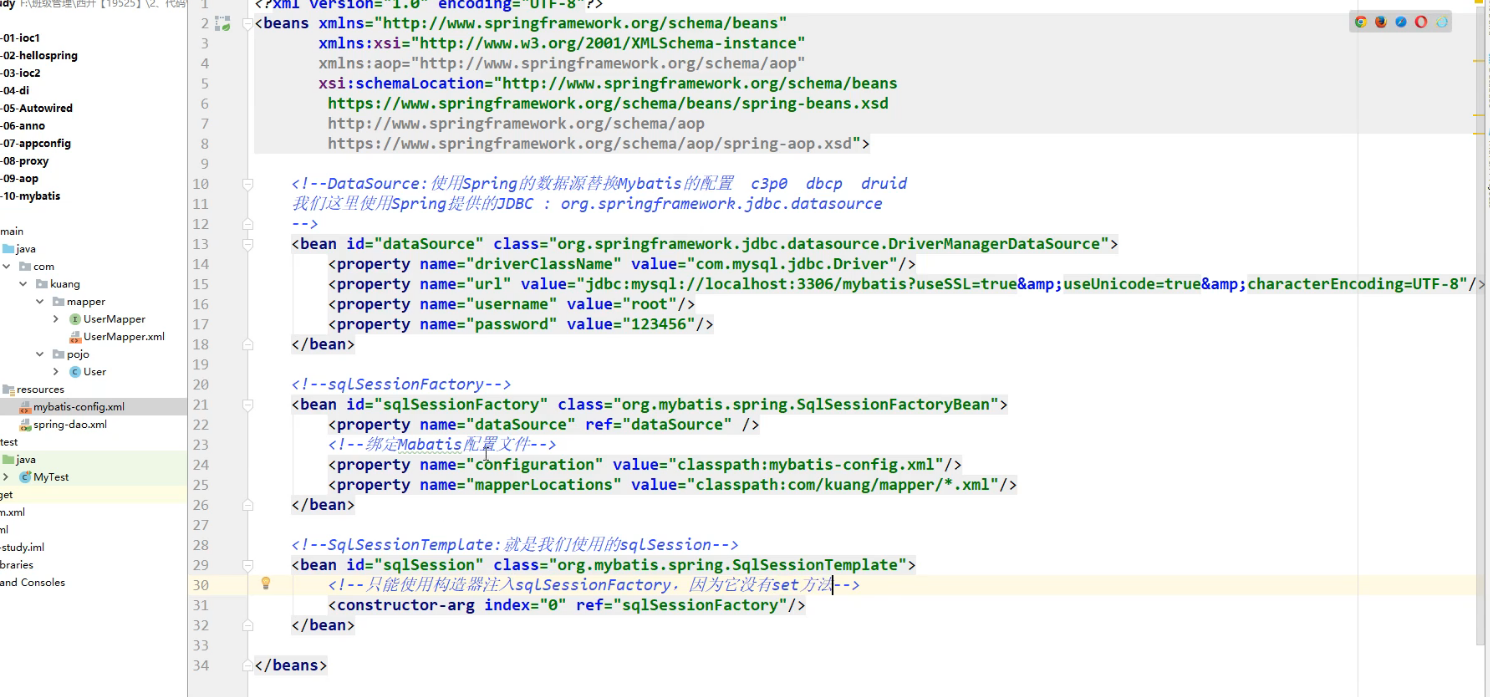 udy F:\班级管理\西开【19525】\2、代码\
-01-ioc1
-02-hellospring
-03-ioc2
-04-di
-05-Autowired
-06-anno
-07-appconfig
-08-proxy
-09-aop
-10-mybatis
main
java
com
kuang
mapper
UserMapper
UserMapper.xml
pojo
User
resources
mybatis-config.xml
spring-dao.xml
test
java
MyTest
get
m.xml
ml
-study.iml
braries
and Consoles
1 <?xml version="1.0" encoding="UTF-8"?>
2 <beans xmlns="http://www.springframework.org/schema/beans"
3 xmlns:xsi="http://www.w3.org/2001/XMLSchema-instance"
4 xmlns:aop="http://www.springframework.org/schema/aop"
5 xsi:schemaLocation="http://www.springframework.org/schema/beans
6 https://www.springframework.org/schema/beans/spring-beans.xsd
7 http://www.springframework.org/schema/aop
8 https://www.springframework.org/schema/aop/spring-aop.xsd">
9
10 <!--DataSource:使用Spring的数据源替换Mybatis的配置 c3p0 dbcp druid
11 我们这里使用Spring提供的JDBC : org.springframework.jdbc.datasource
12 -->
13 <bean id="dataSource" class="org.springframework.jdbc.datasource.DriverManagerDataSource">
14 <property name="driverClassName" value="com.mysql.jdbc.Driver"/>
15 <property name="url" value="jdbc:mysql://localhost:3306/mybatis?useSSL=true&amp;useUnicode=true&amp;characterEncoding=UTF-8"/>
16 <property name="username" value="root"/>
17 <property name="password" value="123456"/>
18 </bean>
19
20 <!--sqlSessionFactory-->
21 <bean id="sqlSessionFactory" class="org.mybatis.spring.SqlSessionFactoryBean">
22 <property name="dataSource" ref="dataSource" />
23 <!--绑定Mabatis配置文件-->
24 <property name="configuration" value="classpath:mybatis-config.xml"/>
25 <property name="mapperLocations" value="classpath:com/kuang/mapper/*.xml"/>
26 </bean>
27
28 <!--SqlSessionTemplate:就是我们使用的sqlSession-->
29 <bean id="sqlSession" class="org.mybatis.spring.SqlSessionTemplate">
30 <!--只能使用构造器注入sqlSessionFactory，因为它没有set方法-->
31 <constructor-arg index="0" ref="sqlSessionFactory"/>
32 </bean>
33
34 </beans>